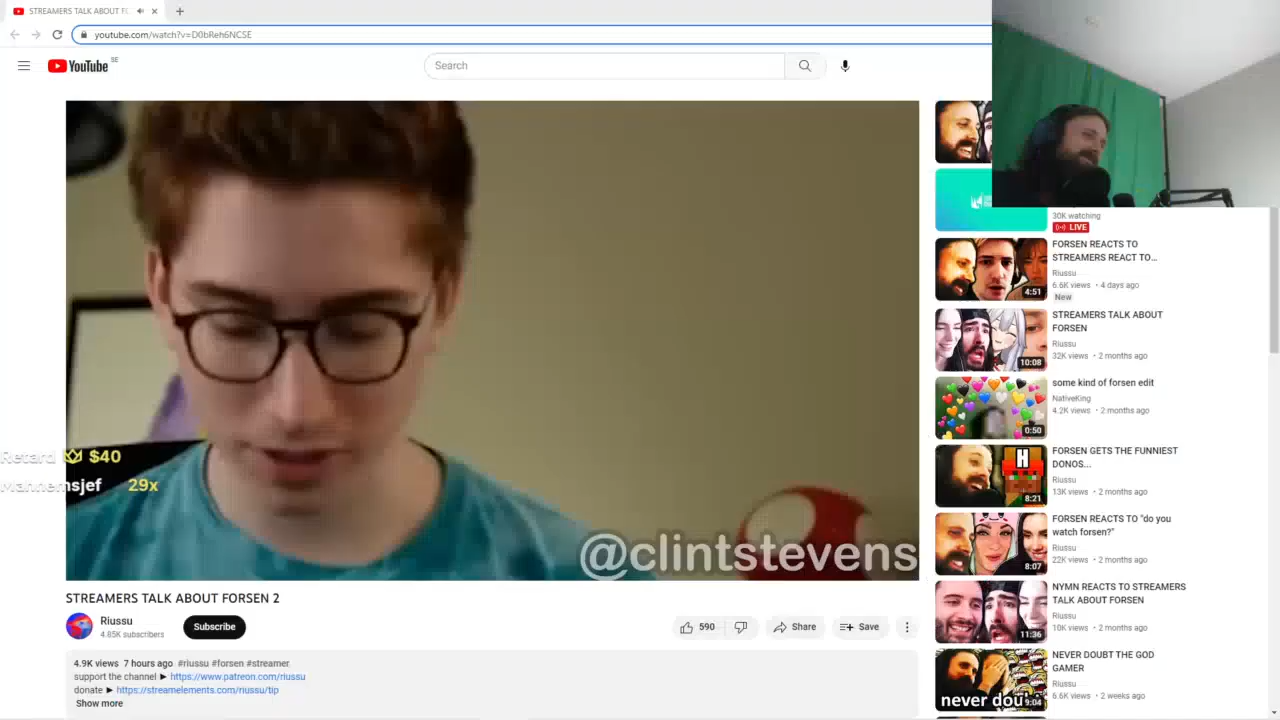 STREAMERS TALK ABOUT FO
youtube.com/watch?v=D0bReh6NCSE
YouTube SE
Search
@clintstevens
$40
Mannemsjef 29x
STREAMERS TALK ABOUT FORSEN 2
Riussu
4.85K subscribers
Subscribe
590
Share
Save
4.9K views 7 hours ago #riussu #forsen #streamer
support the channel ► https://www.patreon.com/riussu
donate ► https://streamelements.com/riussu/tip
Show more
30K watching
LIVE
FORSEN REACTS TO
STREAMERS REACT TO...
Riussu
6.6K views • 4 days ago
New
4:51
STREAMERS TALK ABOUT
FORSEN
Riussu
32K views • 2 months ago
10:08
some kind of forsen edit
NativeKing
4.2K views • 2 months ago
0:50
FORSEN GETS THE FUNNIEST
DONOS...
Riussu
13K views • 2 months ago
H
8:21
FORSEN REACTS TO "do you
watch forsen?"
Riussu
22K views • 2 months ago
8:07
NYMN REACTS TO STREAMERS
TALK ABOUT FORSEN
Riussu
16K views • 2 months ago
11:36
NEVER DOUBT THE GOD
GAMER
Riussu
6.6K views • 2 weeks ago
never dou
9:04